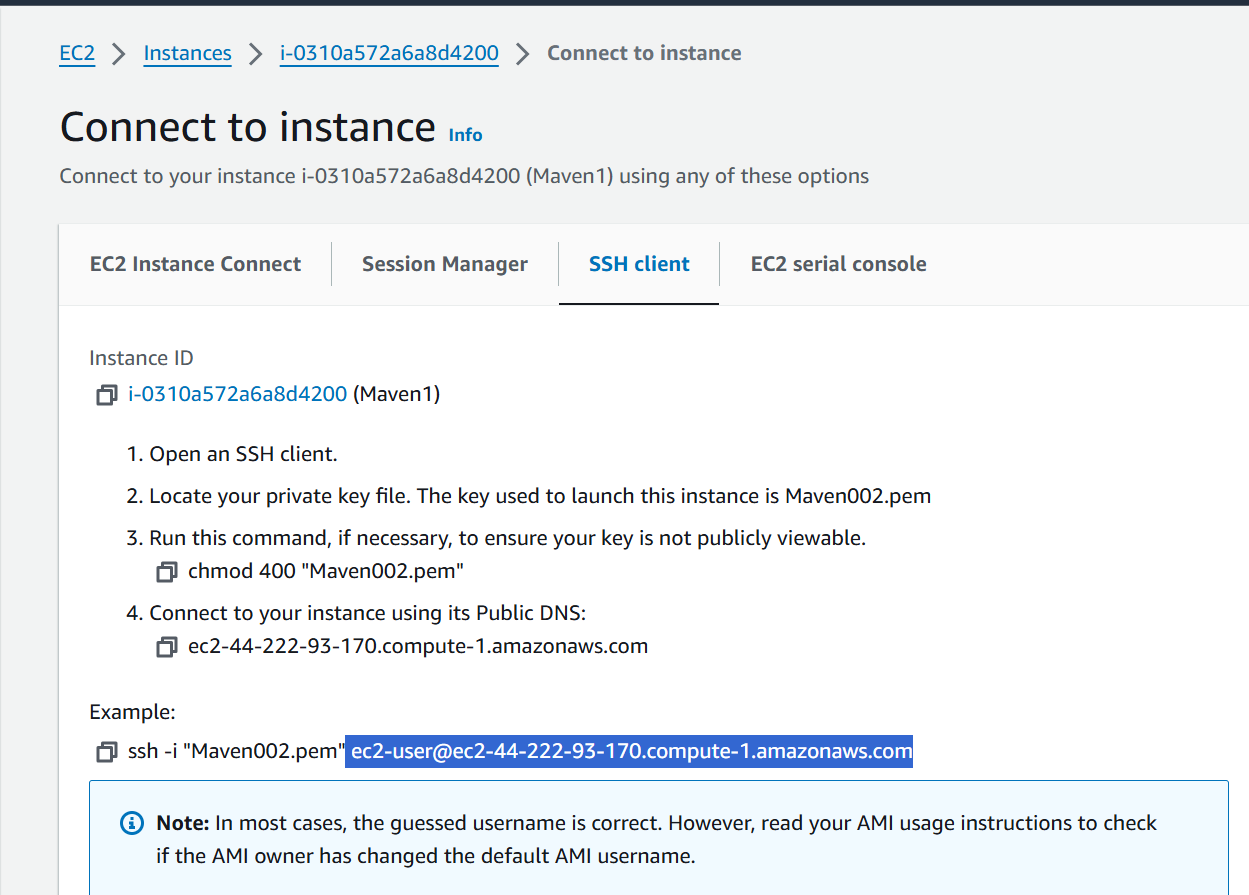 EC2 > Instances > i-0310a572a6a8d4200 > Connect to instance
Connect to instance Info
Connect to your instance i-0310a572a6a8d4200 (Maven1) using any of these options
EC2 Instance Connect
Session Manager
SSH client
EC2 serial console
Instance ID
i-0310a572a6a8d4200 (Maven1)
1. Open an SSH client.
2. Locate your private key file. The key used to launch this instance is Maven002.pem
3. Run this command, if necessary, to ensure your key is not publicly viewable.
chmod 400 "Maven002.pem"
4. Connect to your instance using its Public DNS:
ec2-44-222-93-170.compute-1.amazonaws.com
Example:
ssh -i "Maven002.pem" ec2-user@ec2-44-222-93-170.compute-1.amazonaws.com
Note: In most cases, the guessed username is correct. However, read your AMI usage instructions to check
if the AMI owner has changed the default AMI username.